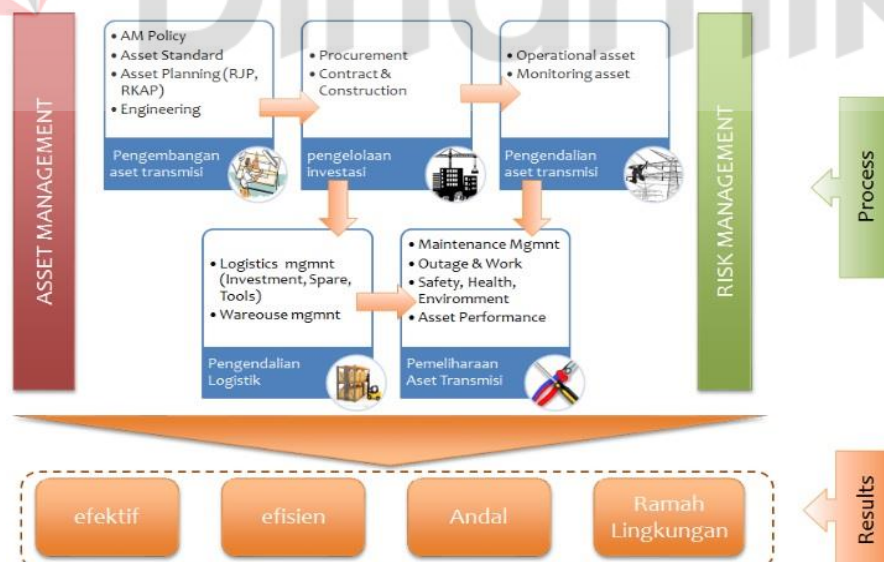 ASSET MANAGEMENT
• AM Policy
• Asset Standard
• Asset Planning (RJP,
RKAP)
• Engineering
Pengembangan
aset transmisi
• Procurement
• Contract &
Construction
pengelolaan
investasi
• Operational asset
• Monitoring asset
Pengendalian
aset transmisi
• Logistics mgmnt
(Investment, Spare,
Tools)
• Wareouse mgmnt
Pengendalian
Logistik
• Maintenance Mgmnt
• Outage & Work
• Safety, Health,
Enviromment
• Asset Performance
Pemeliharaan
Aset Transmisi
RISK MANAGEMENT
Process
efektif
efisien
Andal
Ramah
Lingkungan
Results